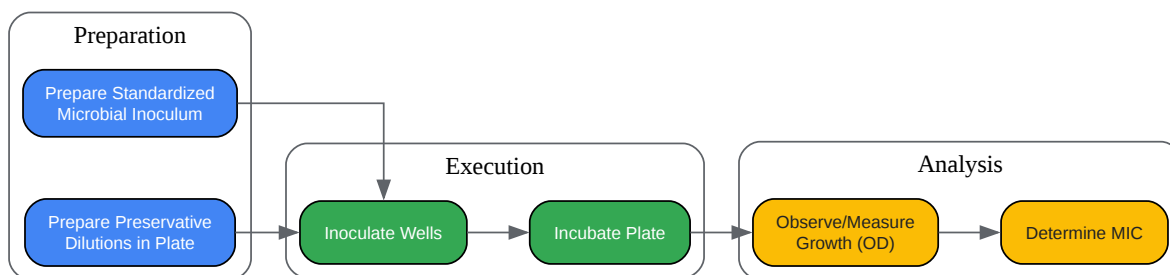 Preparation
Prepare Standardized
Microbial Inoculum
Prepare Preservative
Dilutions in Plate
Execution
Inoculate Wells
Incubate Plate
Analysis
Observe/Measure
Growth (OD)
Determine MIC